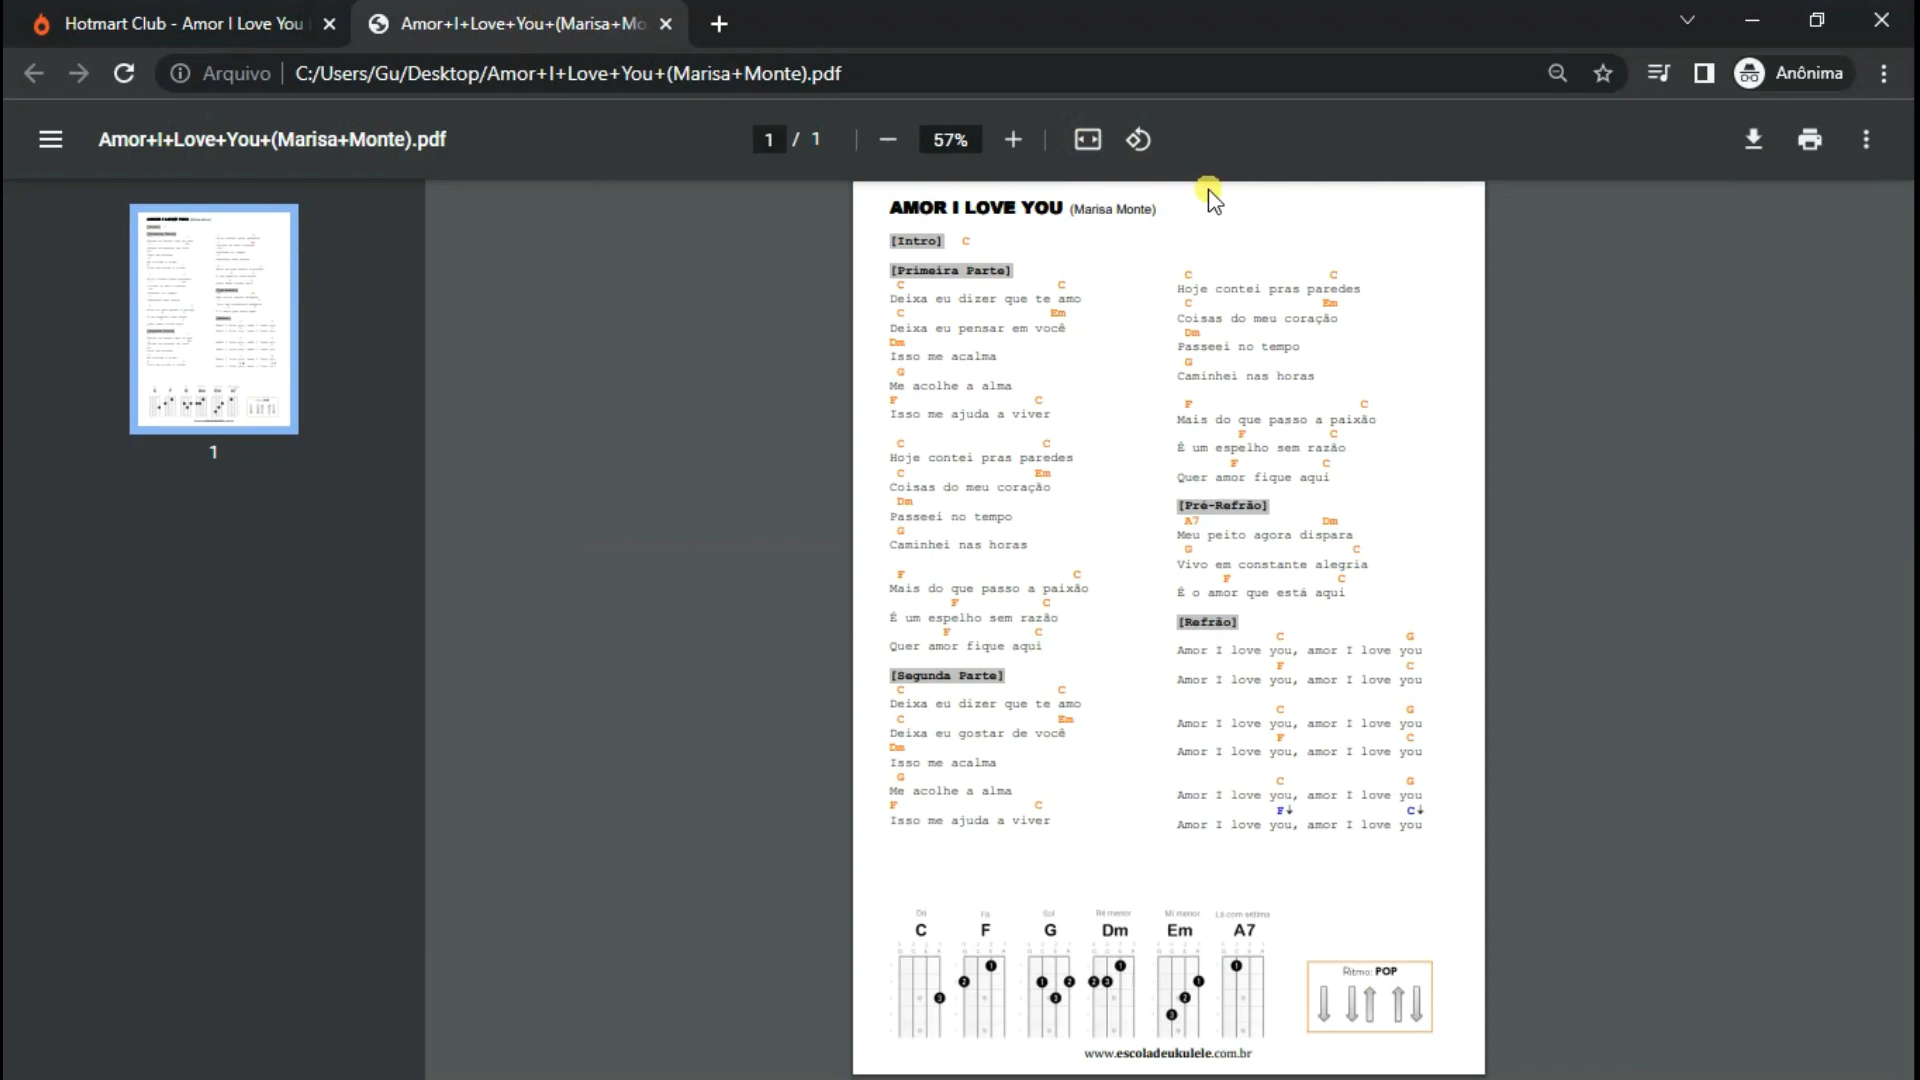 Hotmart Club - Amor I Love You
Amor+I+Love+You+(Marisa+Mo
Arquivo
C:/Users/Gu/Desktop/Amor+I+Love+You+(Marisa+Monte).pdf
Anônima
Amor+I+Love+You+(Marisa+Monte).pdf
1 / 1
57%
1
AMOR I LOVE YOU (Marisa Monte)
[Intro] C
[Primeira Parte]
C C
Deixa eu dizer que te amo
C Em
Deixa eu pensar em você
Dm
Isso me acalma
G
Me acolhe a alma
F C
Isso me ajuda a viver
C C
Hoje contei pras paredes
C Em
Coisas do meu coração
Dm
Passeei no tempo
G
Caminhei nas horas
F C
Mais do que passo a paixão
F C
É um espelho sem razão
F C
Quer amor fique aqui
[Segunda Parte]
C C
Deixa eu dizer que te amo
C Em
Deixa eu gostar de você
Dm
Isso me acalma
G
Me acolhe a alma
F C
Isso me ajuda a viver
C C
Hoje contei pras paredes
C Em
Coisas do meu coração
Dm
Passeei no tempo
G
Caminhei nas horas
F C
Mais do que passo a paixão
F C
É um espelho sem razão
F C
Quer amor fique aqui
[Pré-Refrão]
A7 Dm
Meu peito agora dispara
G C
Vivo em constante alegria
F C
É o amor que está aqui
[Refrão]
C G
Amor I love you, amor I love you
F C
Amor I love you, amor I love you
C G
Amor I love you, amor I love you
F C
Amor I love you, amor I love you
C G
Amor I love you, amor I love you
F↓ C↓
Amor I love you, amor I love you
Dó Fá Sol Ré menor Mi menor Lá com sétima
C F G Dm Em A7
Ritmo: POP
www.escoladeukulele.com.br